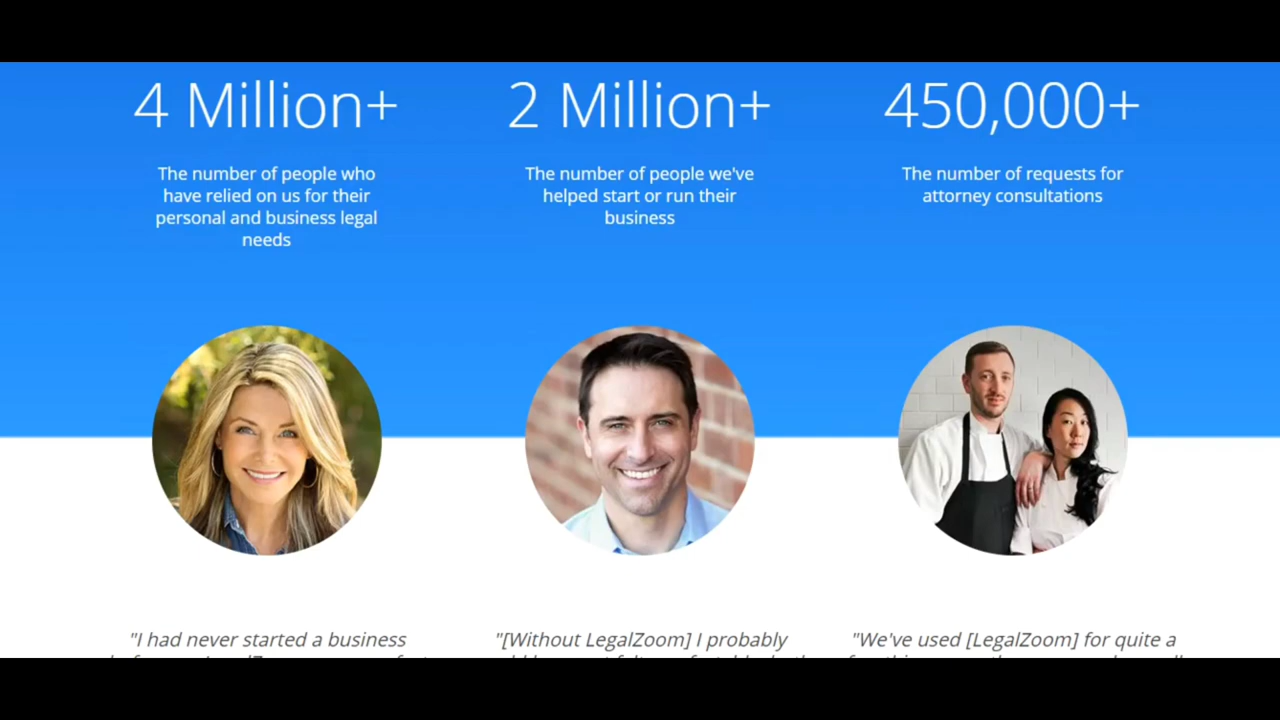 4 Million+
The number of people who
have relied on us for their
personal and business legal
needs
2 Million+
The number of people we've
helped start or run their
business
450,000+
The number of requests for
attorney consultations
"I had never started a business
"[Without LegalZoom] I probably
"We've used [LegalZoom] for quite a